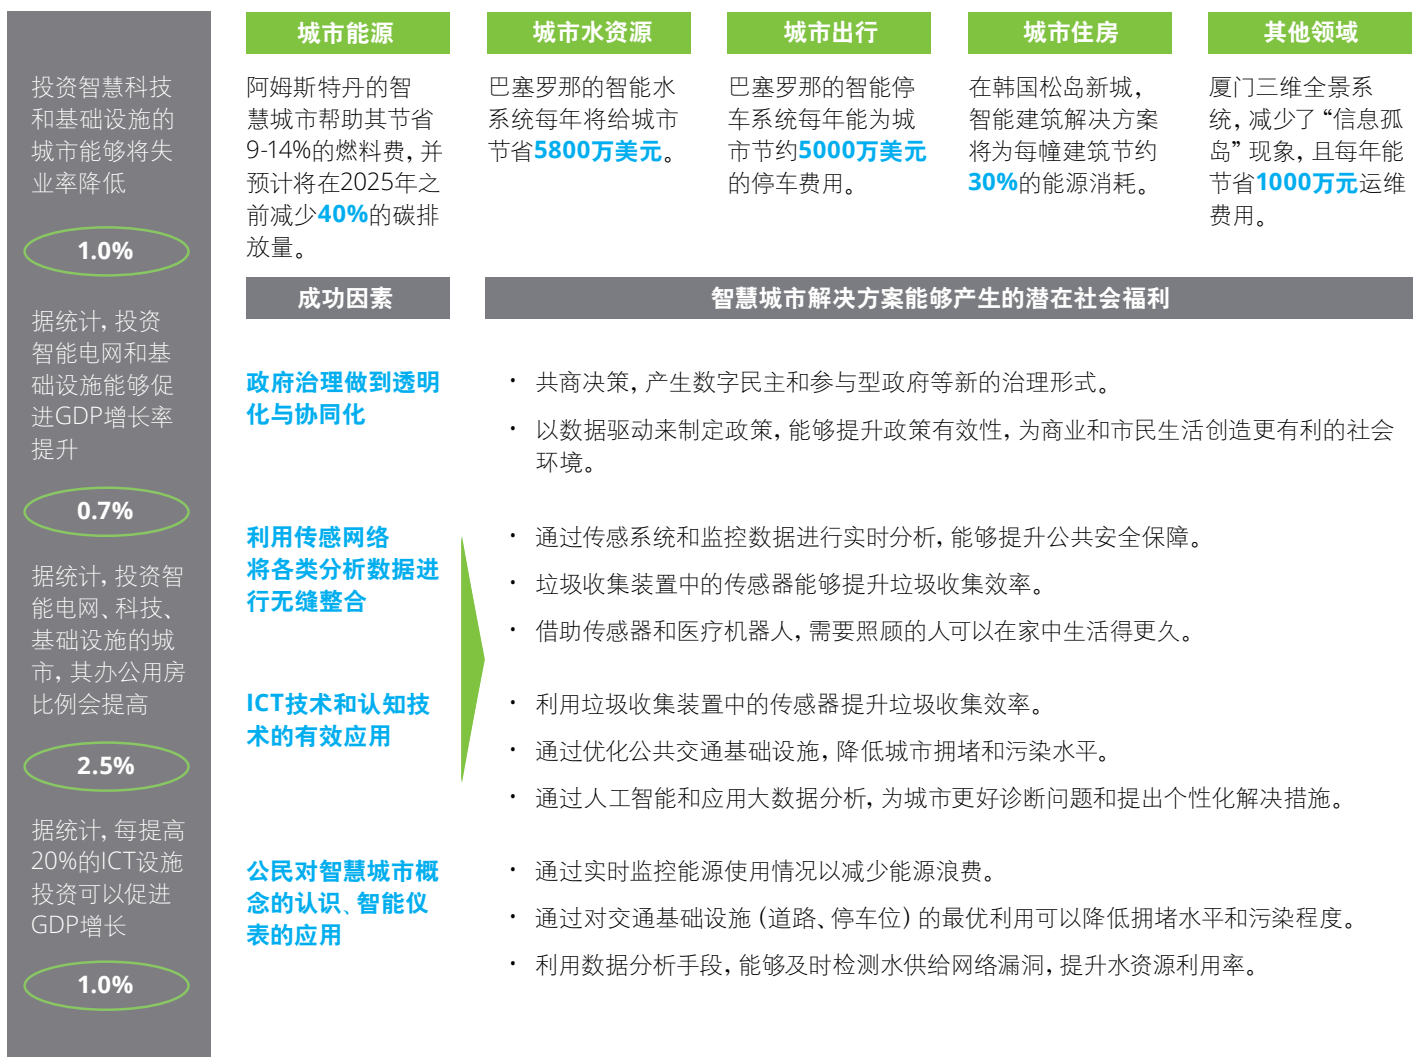 投资智慧科技
和基础设施的
城市能够将失
业率降低
1.0%
据统计，投资
智能电网和基
础设施能够促
进GDP增长率
提升
0.7%
据统计，投资智
能电网、科技、
基础设施的城
市，其办公用房
比例会提高
2.5%
据统计，每提高
20%的ICT设施
投资可以促进
GDP增长
1.0%
城市能源
阿姆斯特丹的智
慧城市帮助其节省
9-14%的燃料费，并
预计将在2025年之
前减少40%的碳排
放量。
城市水资源
巴塞罗那的智能水
系统每年将给城市
节省5800万美元。
城市出行
巴塞罗那的智能停
车系统每年能为城
市节约5000万美元
的停车费用。
城市住房
在韩国松岛新城，
智能建筑解决方案
将为每幢建筑节约
30%的能源消耗。
其他领域
厦门三维全景系
统，减少了“信息孤
岛”现象，且每年能
节省1000万元运维
费用。
成功因素
智慧城市解决方案能够产生的潜在社会福利
政府治理做到透明
化与协同化
· 共商决策，产生数字民主和参与型政府等新的治理形式。
· 以数据驱动来制定政策，能够提升政策有效性，为商业和市民生活创造更有利的社会
环境。
利用传感网络
将各类分析数据进
行无缝整合
· 通过传感系统和监控数据进行实时分析，能够提升公共安全保障。
· 垃圾收集装置中的传感器能够提升垃圾收集效率。
· 借助传感器和医疗机器人，需要照顾的人可以在家中生活得更久。
ICT技术和认知技
术的有效应用
· 利用垃圾收集装置中的传感器提升垃圾收集效率。
· 通过优化公共交通基础设施，降低城市拥堵和污染水平。
· 通过人工智能和应用大数据分析，为城市更好诊断问题和提出个性化解决措施。
公民对智慧城市概
念的认识、智能仪
表的应用
· 通过实时监控能源使用情况以减少能源浪费。
· 通过对交通基础设施（道路、停车位）的最优利用可以降低拥堵水平和污染程度。
· 利用数据分析手段，能够及时检测水供给网络漏洞，提升水资源利用率。